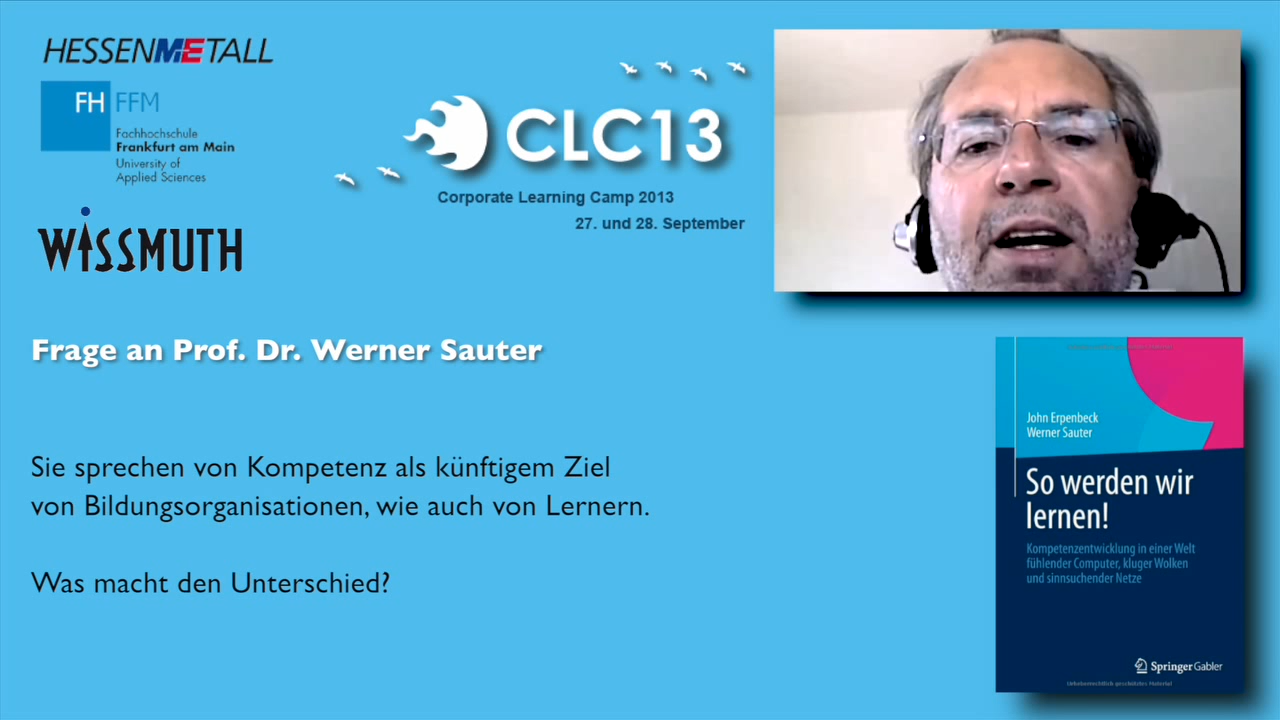 HESSENMETALL
FH FFM
Fachhochschule
Frankfurt am Main
University of
Applied Sciences
WISSMUTH
CLC13
Corporate Learning Camp 2013
27. und 28. September
Frage an Prof. Dr. Werner Sauter
Sie sprechen von Kompetenz als künftigem Ziel
von Bildungsorganisationen, wie auch von Lernern.
Was macht den Unterschied?
John Erpenbeck
Werner Sauter
So werden wir
lernen!
Kompetenzentwicklung in einer Welt
fühlender Computer, kluger Wolken
und sinnsuchender Netze
Springer Gabler
Urheberrechtlich geschütztes Material